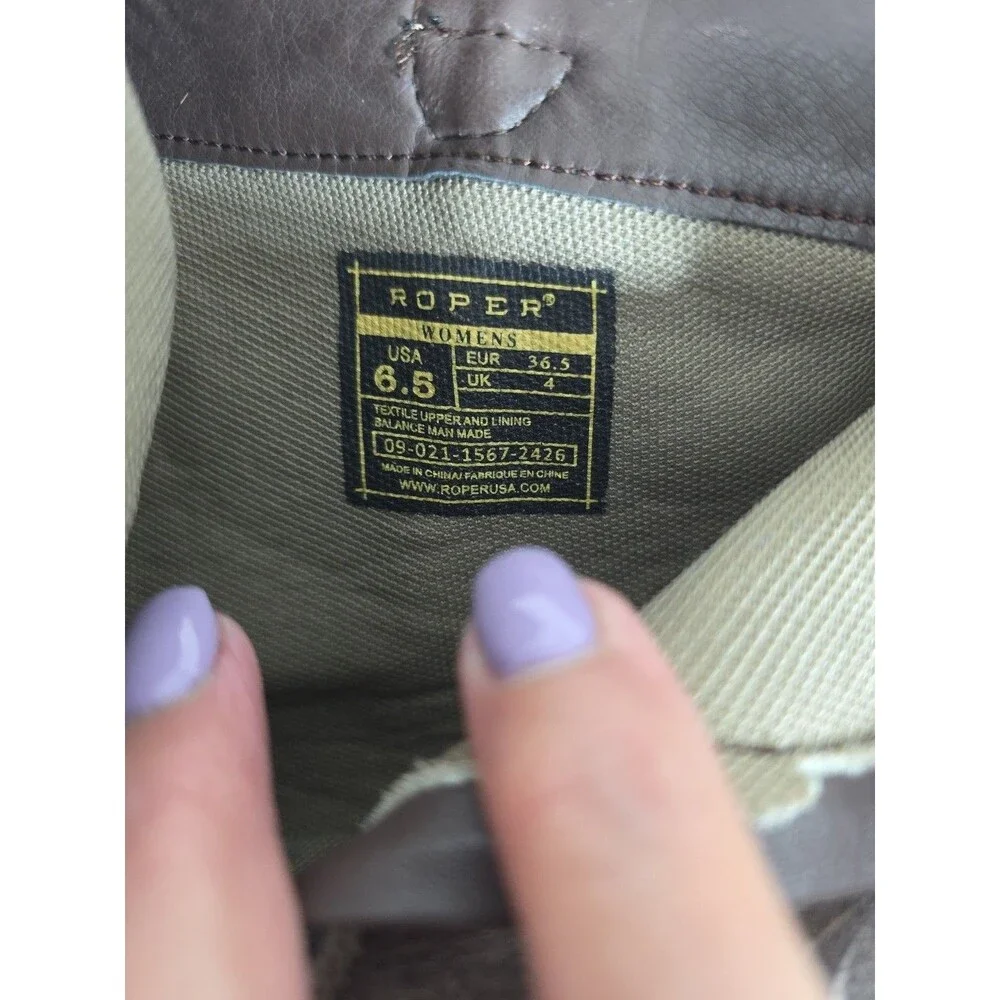 ROPER®
WOMENS
USA
6.5
EUR 36.5
UK 4
TEXTILE UPPER AND LINING
BALANCE MAN MADE
09-021-1567-2426
MADE IN CHINA/ FABRIQUE EN CHINE
WWW.ROPERUSA.COM